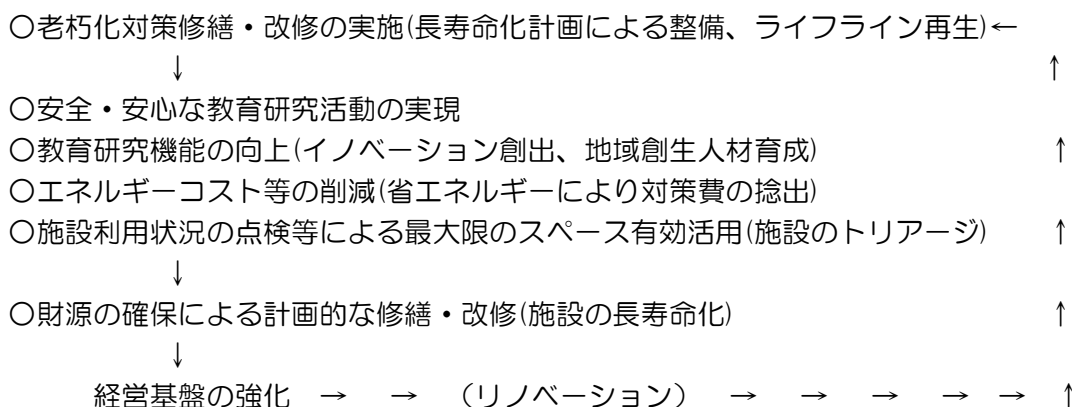 ○老朽化対策修繕・改修の実施(長寿命化計画による整備、ライフライン再生)←
↓ ↑
○安全・安心な教育研究活動の実現
○教育研究機能の向上(イノベーション創出、地域創生人材育成) ↑
○エネルギーコスト等の削減(省エネルギーにより対策費の捻出)
○施設利用状況の点検等による最大限のスペース有効活用(施設のトリアージ) ↑
↓
○財源の確保による計画的な修繕・改修(施設の長寿命化) ↑
↓
経営基盤の強化 → → (リノベーション) → → → → → ↑